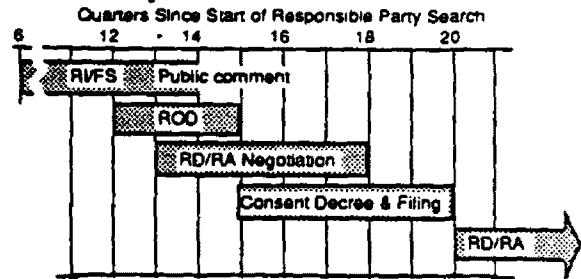 Quarters Since Start of Responsible Party Search
6 12 14 16 18 20
RI/FS Public comment
ROD
RD/RA Negotiation
Consent Decree & Filing
RD/RA